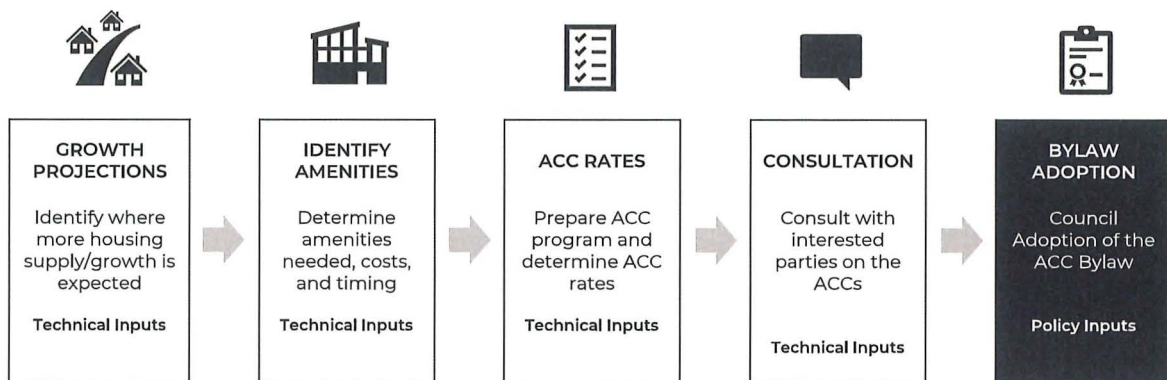 GROWTH
PROJECTIONS
Identify where
more housing
supply/growth is
expected
Technical Inputs
IDENTIFY
AMENITIES
Determine
amenities
needed, costs,
and timing
Technical Inputs
ACC RATES
Prepare ACC
program and
determine ACC
rates
Technical Inputs
CONSULTATION
Consult with
interested
parties on the
ACCs
Technical Inputs
BYLAW
ADOPTION
Council
Adoption of the
ACC Bylaw
Policy Inputs